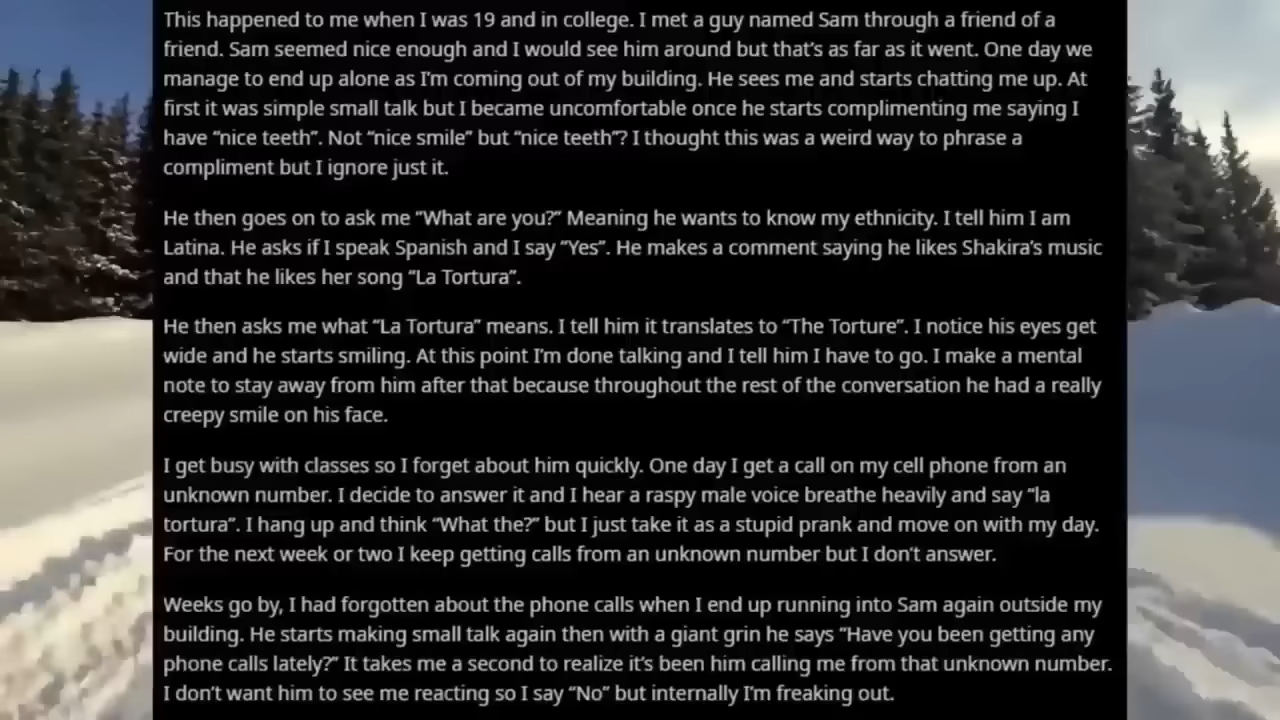 This happened to me when I was 19 and in college. I met a guy named Sam through a friend of a
friend. Sam seemed nice enough and I would see him around but that's as far as it went. One day we
manage to end up alone as I'm coming out of my building. He sees me and starts chatting me up. At
first it was simple small talk but I became uncomfortable once he starts complimenting me saying I
have “nice teeth”. Not “nice smile” but “nice teeth”? I thought this was a weird way to phrase a
compliment but I ignore just it.
He then goes on to ask me “What are you?” Meaning he wants to know my ethnicity. I tell him I am
Latina. He asks if I speak Spanish and I say “Yes”. He makes a comment saying he likes Shakira's music
and that he likes her song “La Tortura”.
He then asks me what “La Tortura” means. I tell him it translates to “The Torture”. I notice his eyes get
wide and he starts smiling. At this point I'm done talking and I tell him I have to go. I make a mental
note to stay away from him after that because throughout the rest of the conversation he had a really
creepy smile on his face.
I get busy with classes so I forget about him quickly. One day I get a call on my cell phone from an
unknown number. I decide to answer it and I hear a raspy male voice breathe heavily and say “la
tortura”. I hang up and think “What the?” but I just take it as a stupid prank and move on with my day.
For the next week or two I keep getting calls from an unknown number but I don't answer.
Weeks go by, I had forgotten about the phone calls when I end up running into Sam again outside my
building. He starts making small talk again then with a giant grin he says “Have you been getting any
phone calls lately?” It takes me a second to realize it's been him calling me from that unknown number.
I don't want him to see me reacting so I say “No” but internally I'm freaking out.